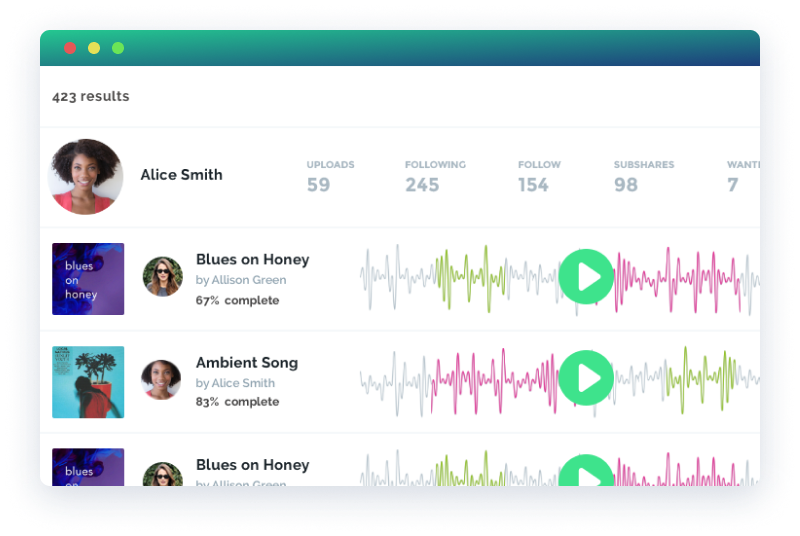 423 results
Alice Smith
UPLOADS FOLLOWING FOLLOW SUBSHARES WANTI
59 245 154 98 7
blues
on
honey
Blues on Honey
by Allison Green
67% complete
Ambient Song
by Alice Smith
83% complete
blues
on
Blues on Honey
by Allison Green